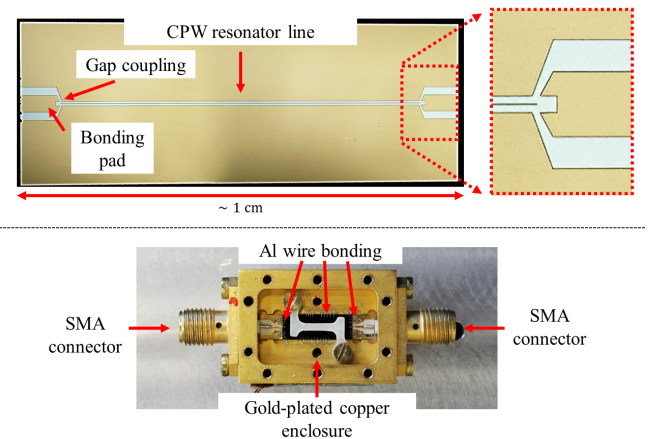 CPW resonator line
Gap coupling
Bonding
pad
~ 1 cm
Al wire bonding
SMA
connector
SMA
connector
Gold-plated copper
enclosure